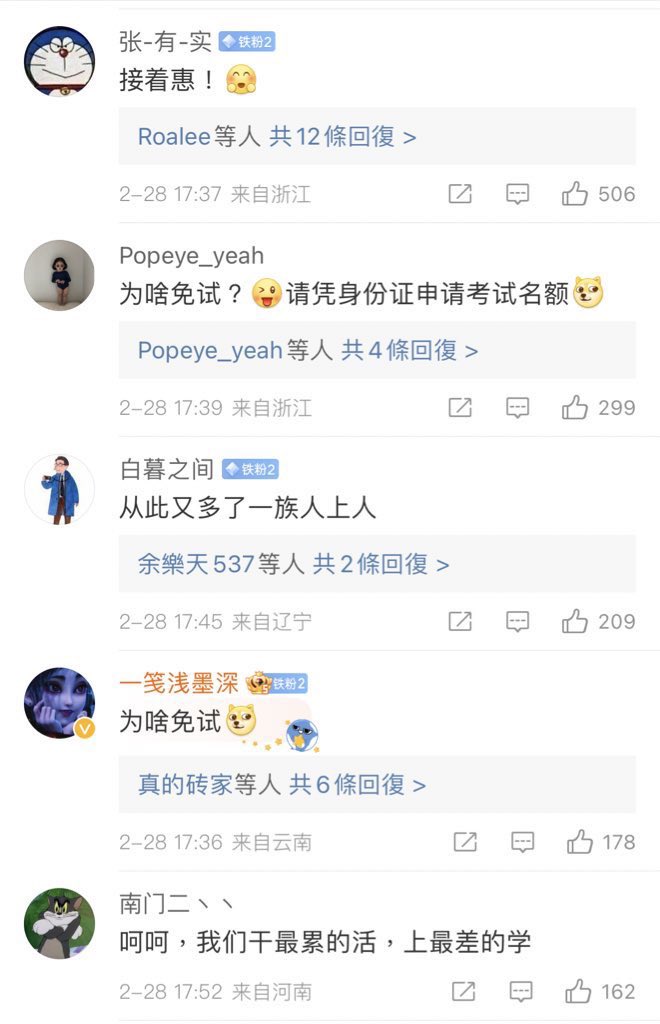 张-有-实 铁粉2
接着惠！
Roalee等人 共12條回復 >
2-28 17:37 来自浙江 506
Popeye_yeah
为啥免试？请凭身份证申请考试名额
Popeye_yeah等人 共4條回復 >
2-28 17:39 来自浙江 299
白暮之间 铁粉2
从此又多了一族人上人
余樂天537等人 共2條回復 >
2-28 17:45 来自辽宁 209
一笺浅墨深 铁粉2
为啥免试
V
真的砖家等人 共6條回復 >
2-28 17:36 来自云南 178
南门二丶丶
呵呵，我们干最累的活，上最差的学
2-28 17:52 来自河南 162